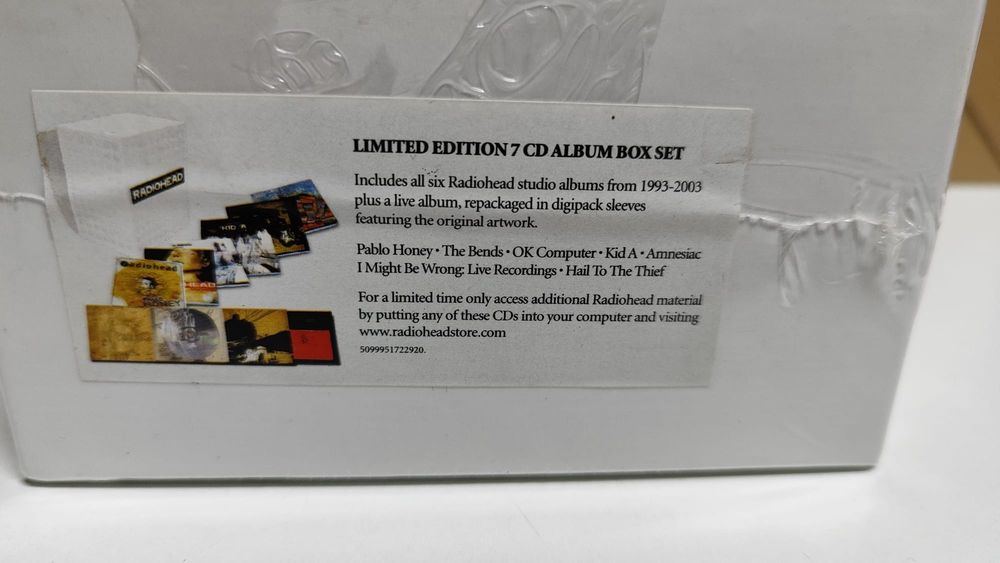 RADIOHEAD
LIMITED EDITION 7 CD ALBUM BOX SET
Includes all six Radiohead studio albums from 1993-2003
plus a live album, repackaged in digipack sleeves
featuring the original artwork.
Pablo Honey • The Bends • OK Computer • Kid A • Amnesiac
I Might Be Wrong: Live Recordings • Hail To The Thief
For a limited time only access additional Radiohead material
by putting any of these CDs into your computer and visiting
www.radioheadstore.com
5099951722920.
KID A
Radiohead